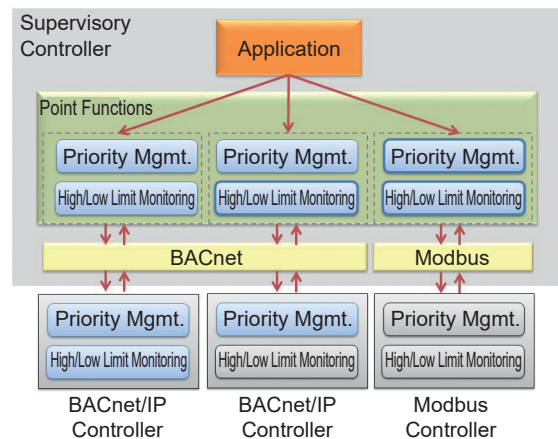 Supervisory
Controller
Application
Point Functions
Priority Mgmt.
High/Low Limit Monitoring
Priority Mgmt.
High/Low Limit Monitoring
Priority Mgmt.
High/Low Limit Monitoring
BACnet
Modbus
Priority Mgmt.
High/Low Limit Monitoring
Priority Mgmt.
High/Low Limit Monitoring
Priority Mgmt.
High/Low Limit Monitoring
BACnet/IP
Controller
BACnet/IP
Controller
Modbus
Controller